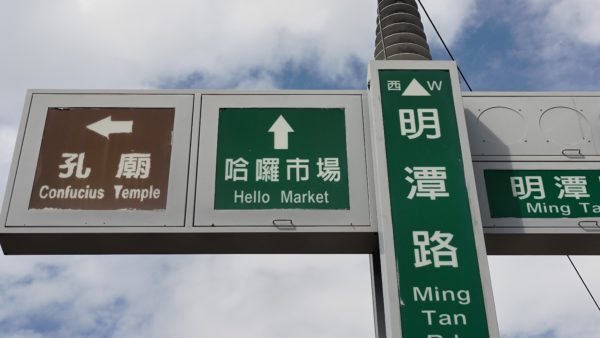 孔廟
Confucius Temple
哈囉市場
Hello Market
西 W
明潭路
Ming
Tan
明潭
Ming Ta